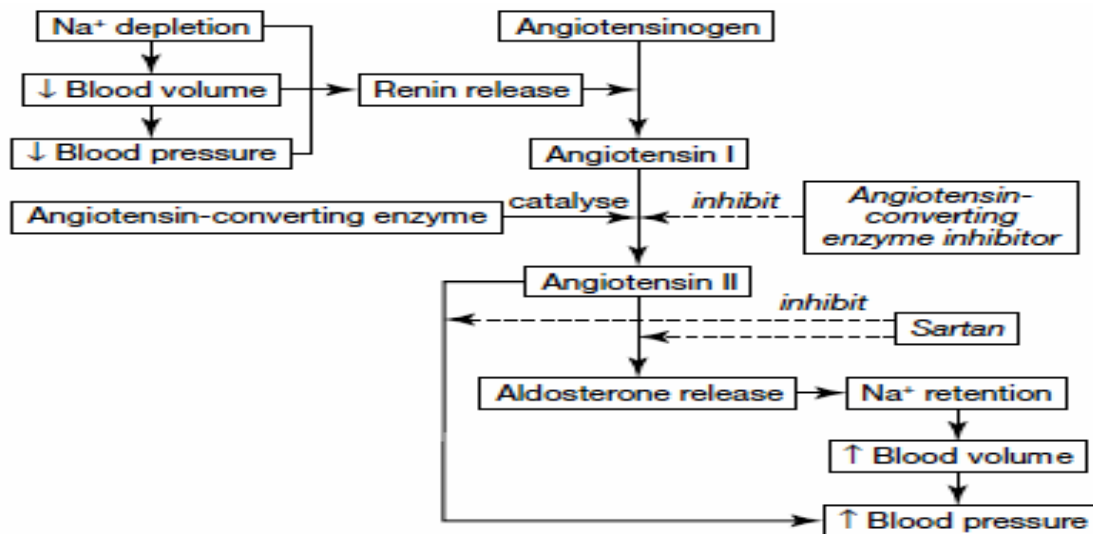 Na⁺ depletion
Angiotensinogen
↓ Blood volume
Renin release
↓ Blood pressure
Angiotensin I
Angiotensin-converting enzyme
catalyse
inhibit
Angiotensin-
converting
enzyme inhibitor
Angiotensin II
inhibit
Sartan
Aldosterone release
Na⁺ retention
↑ Blood volume
↑ Blood pressure